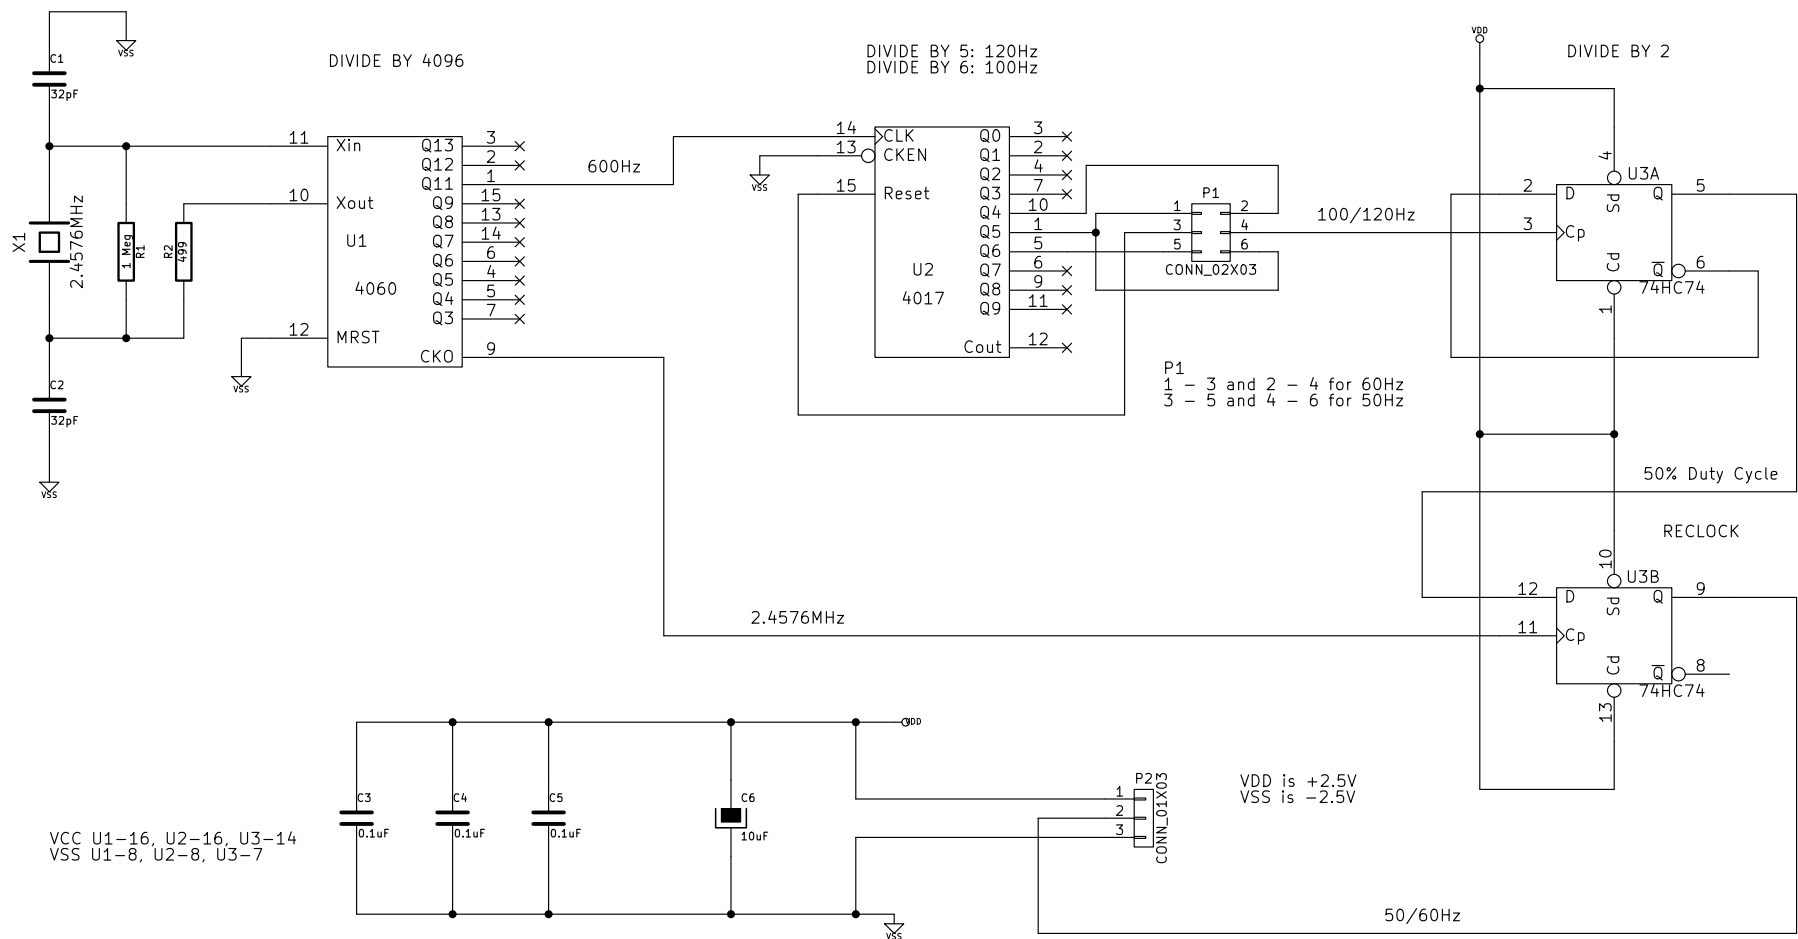 VSS
C1
32pF
DIVIDE BY 4096
DIVIDE BY 5: 120Hz
DIVIDE BY 6: 100Hz
VDD
DIVIDE BY 2
X1
2.4576MHz
1 Meg
R1
R2
499
C2
32pF
VSS
11
Xin
10
Xout
U1
4060
12
MRST
VSS
Q13 3
Q12 2
Q11 1
Q9 15
Q8 13
Q7 14
Q6 6
Q5 4
Q4 5
Q3 7
CKO 9
600Hz
14 CLK
13 CKEN
VSS
15 Reset
U2
4017
Q0 3
Q1 2
Q2 4
Q3 7
Q4 10
Q5 1
Q6 5
Q7 6
Q8 9
Q9 11
Cout 12
P1
1 2
3 4
5 6
CONN_02X03
100/120Hz
P1
1 – 3 and 2 – 4 for 60Hz
3 – 5 and 4 – 6 for 50Hz
4
U3A
2 D Sd Q 5
3 Cp
Cd Q 6
74HC74
1
50% Duty Cycle
RECLOCK
10
U3B
12 D Sd Q 9
11 Cp
Cd Q 8
74HC74
13
2.4576MHz
VDD
C3
0.1uF
C4
0.1uF
C5
0.1uF
C6
10uF
VSS
P2
1
2
3
CONN_01X03
VDD is +2.5V
VSS is –2.5V
VCC U1–16, U2–16, U3–14
VSS U1–8, U2–8, U3–7
50/60Hz